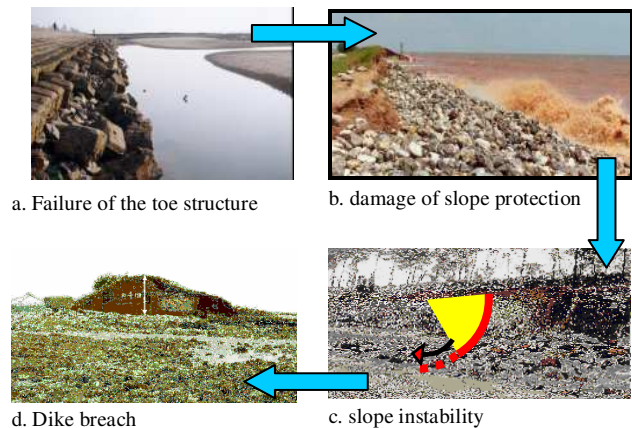 a. Failure of the toe structure
b. damage of slope protection
c. slope instability
d. Dike breach